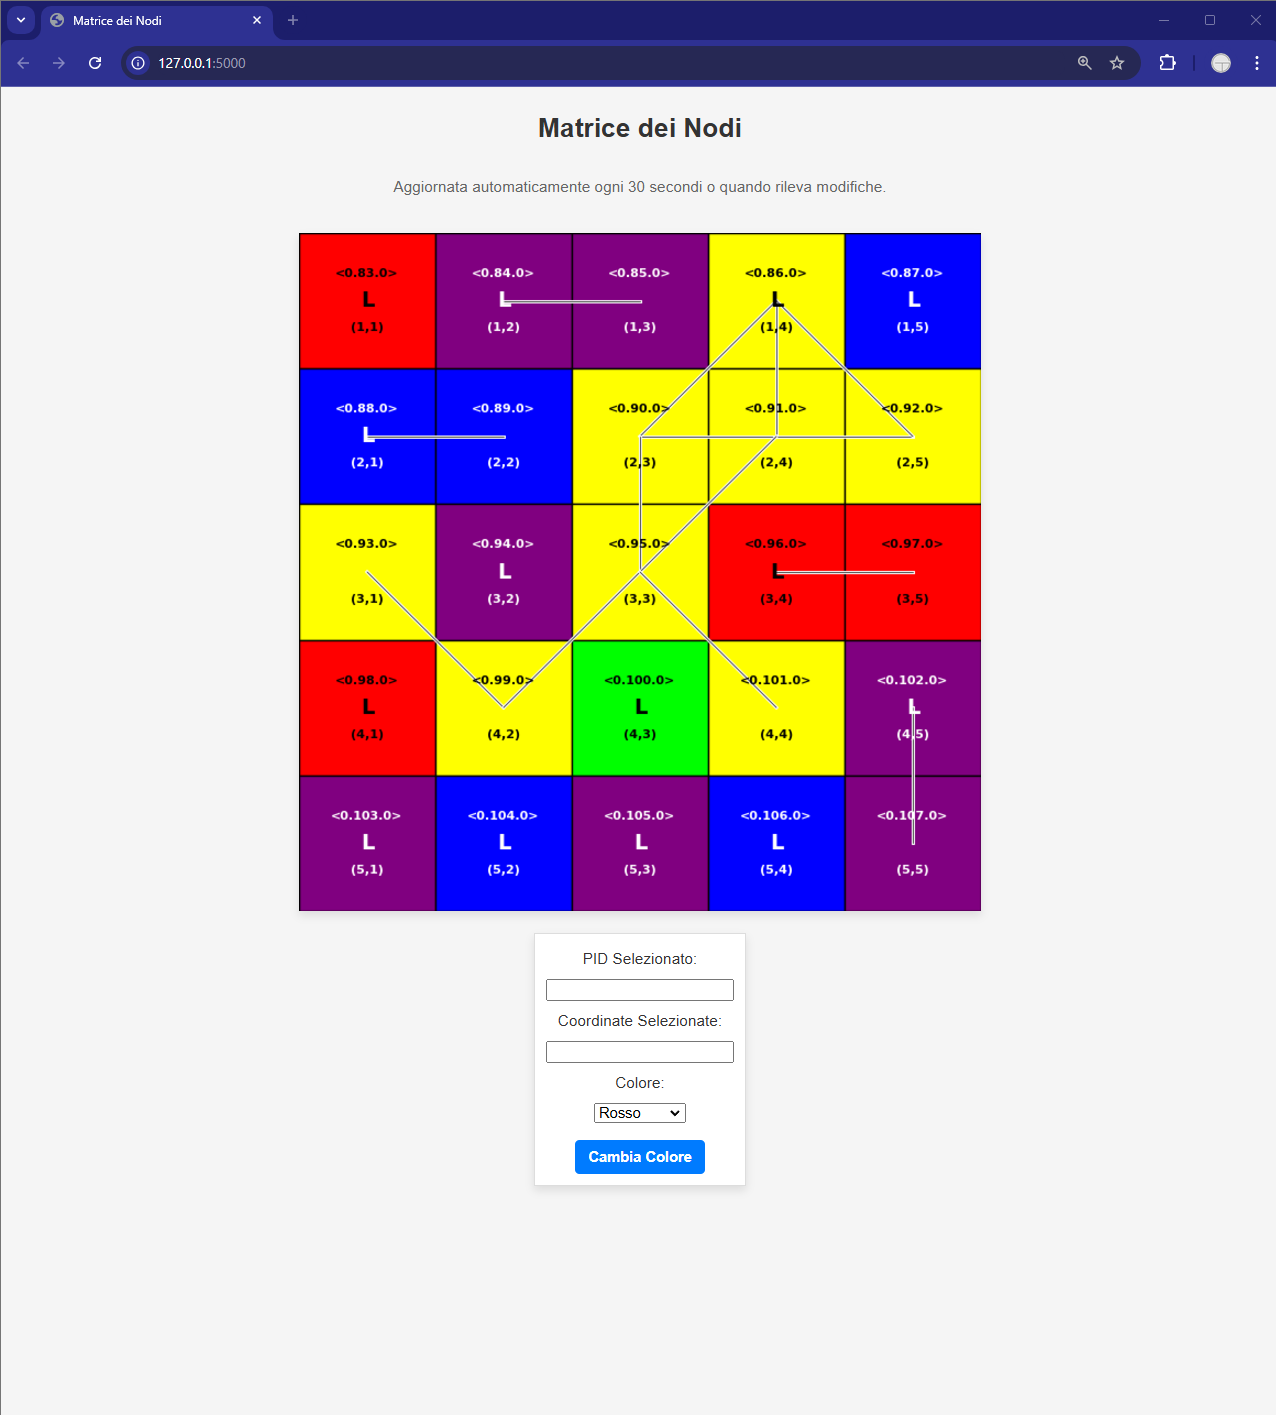 Matrice dei Nodi
127.0.0.1:5000
Matrice dei Nodi
Aggiornata automaticamente ogni 30 secondi o quando rileva modifiche.
<0.83.0> <0.84.0> <0.85.0> <0.86.0> <0.87.0>
L L L L
(1,1) (1,2) (1,3) (1,4) (1,5)
<0.88.0> <0.89.0> <0.90.0> <0.91.0> <0.92.0>
L
(2,1) (2,2) (2,3) (2,4) (2,5)
<0.93.0> <0.94.0> <0.95.0> <0.96.0> <0.97.0>
L L
(3,1) (3,2) (3,3) (3,4) (3,5)
<0.98.0> <0.99.0> <0.100.0> <0.101.0> <0.102.0>
L L L
(4,1) (4,2) (4,3) (4,4) (4,5)
<0.103.0> <0.104.0> <0.105.0> <0.106.0> <0.107.0>
L L L L
(5,1) (5,2) (5,3) (5,4) (5,5)
PID Selezionato:
Coordinate Selezionate:
Colore:
Rosso
Cambia Colore